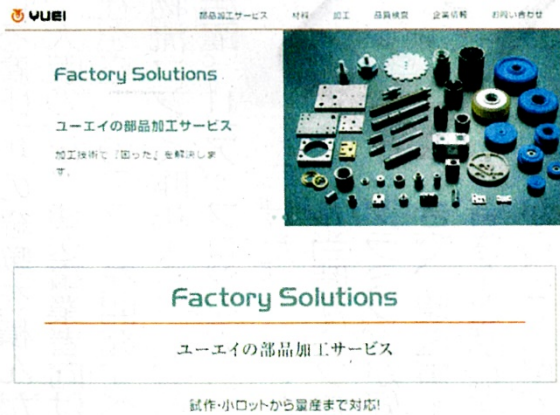 YUEI
部品加工サービス 材料 加工 品質検査 企業情報 お問い合わせ
Factory Solutions
ユーエイの部品加工サービス
加工技術で『困った』を解決しま
す。
Factory Solutions
ユーエイの部品加工サービス
試作・小ロットから量産まで対応!